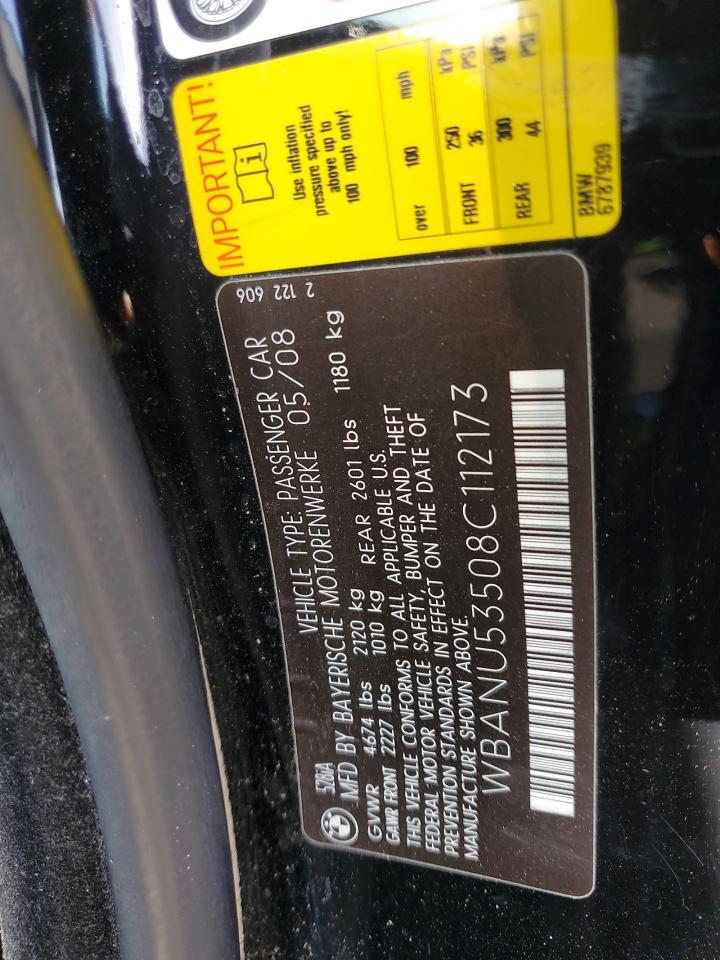 IMPORTANT!
Use inflation
pressure specified
above up to
100 mph only!
over 100 mph
kPa PSI kPa PSI
FRONT 250 36
REAR 300 44
BMW
6787939
2 122 606
528iA
VEHICLE TYPE: PASSENGER CAR
MFD BY BAYERISCHE MOTORENWERKE 05/08
GVWR 4674 lbs 2120 kg
GAWR FRONT 2227 lbs 1010 kg REAR 2601 lbs 1180 kg
THIS VEHICLE CONFORMS TO ALL APPLICABLE U.S.
FEDERAL MOTOR VEHICLE SAFETY, BUMPER AND THEFT
PREVENTION STANDARDS IN EFFECT ON THE DATE OF
MANUFACTURE SHOWN ABOVE.
WBANU53508C112173